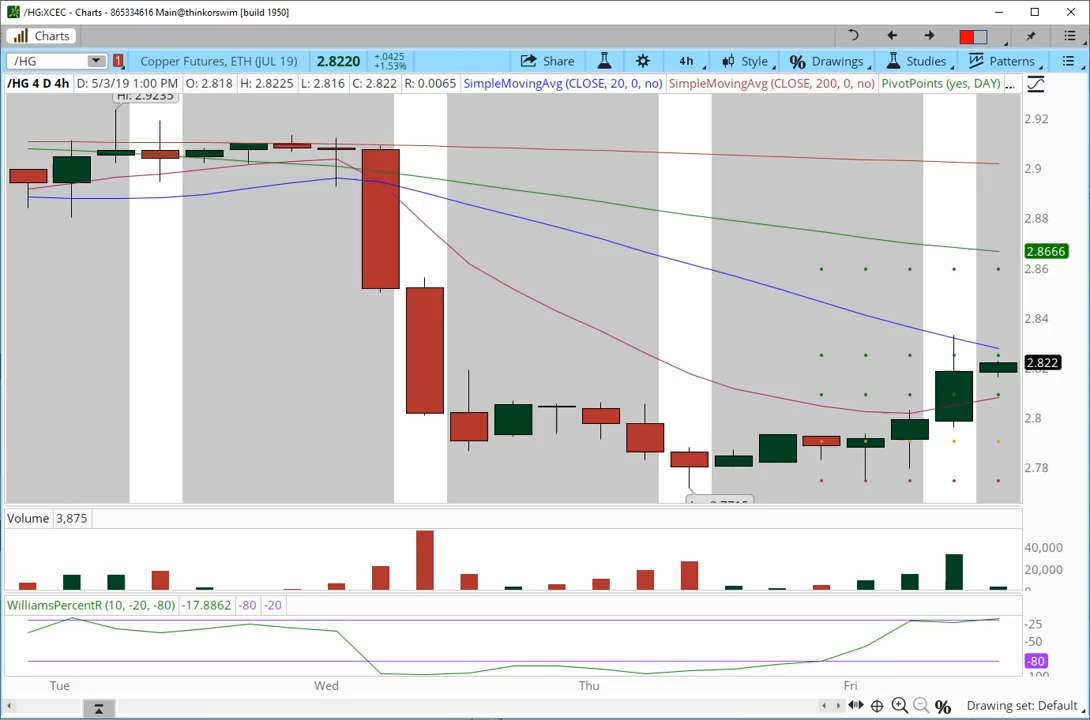 /HG:XCEC - Charts - 865334616 Main@thinkorswim [build 1950]
Charts
/HG 1 Copper Futures, ETH (JUL 19) 2.8220 +.0425 +1.53% Share 4h Style % Drawings Studies Patterns
/HG 4 D 4h D: 5/3/19 1:00 PM O: 2.818 H: 2.8225 L: 2.816 C: 2.822 R: 0.0065 SimpleMovingAvg (CLOSE, 20, 0, no) SimpleMovingAvg (CLOSE, 200, 0, no) PivotPoints (yes, DAY) ...
Hi: 2.9235
2.92
2.9
2.88
2.8666
2.86
2.84
2.822
2.8
2.78
Volume 3,875
40,000
20,000
0
WilliamsPercentR (10, -20, -80) -17.8862 -80 -20
-25
-50
-80
-100
Tue Wed Thu Fri
% Drawing set: Default